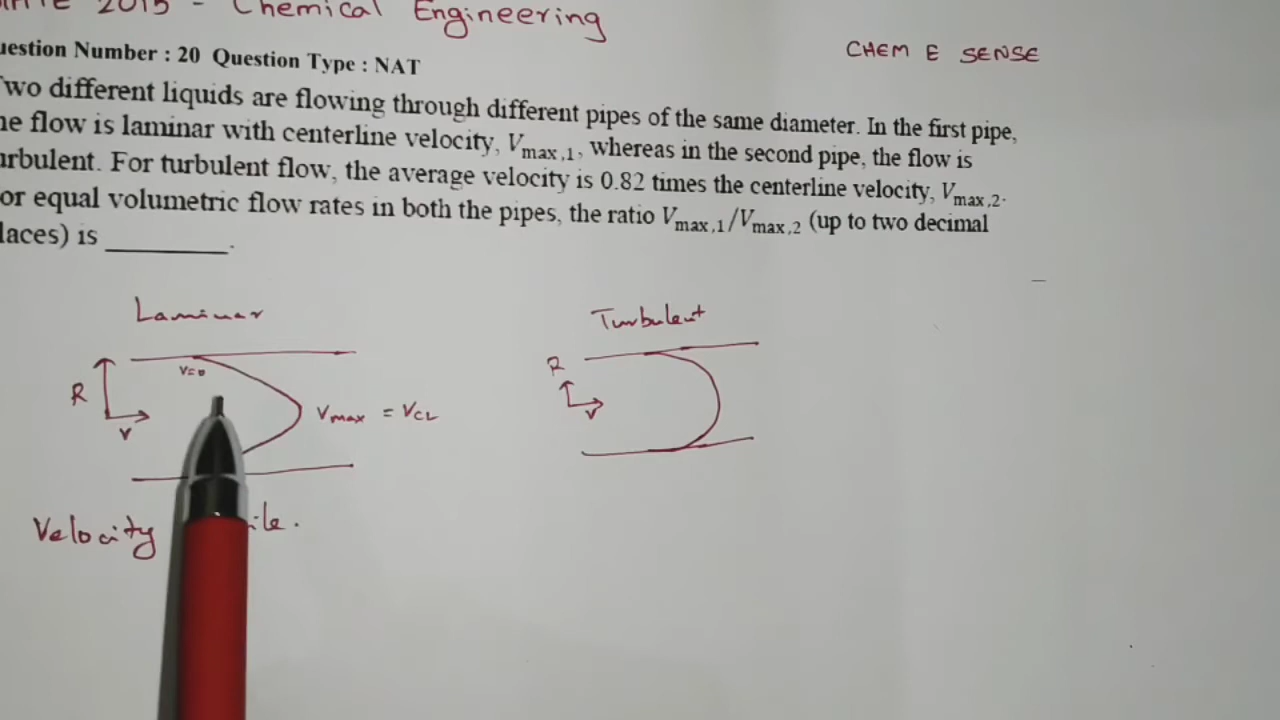 2015 - Chemical Engineering
CHEM E SENSE
uestion Number : 20 Question Type : NAT
wo different liquids are flowing through different pipes of the same diameter. In the first pipe,
he flow is laminar with centerline velocity, Vmax,1, whereas in the second pipe, the flow is
urbulent. For turbulent flow, the average velocity is 0.82 times the centerline velocity, Vmax,2.
or equal volumetric flow rates in both the pipes, the ratio Vmax,1/Vmax,2 (up to two decimal
laces) is ________.
Laminar
Turbulent
R
V=0
V
Vmax = VCL
R
V
Velocity